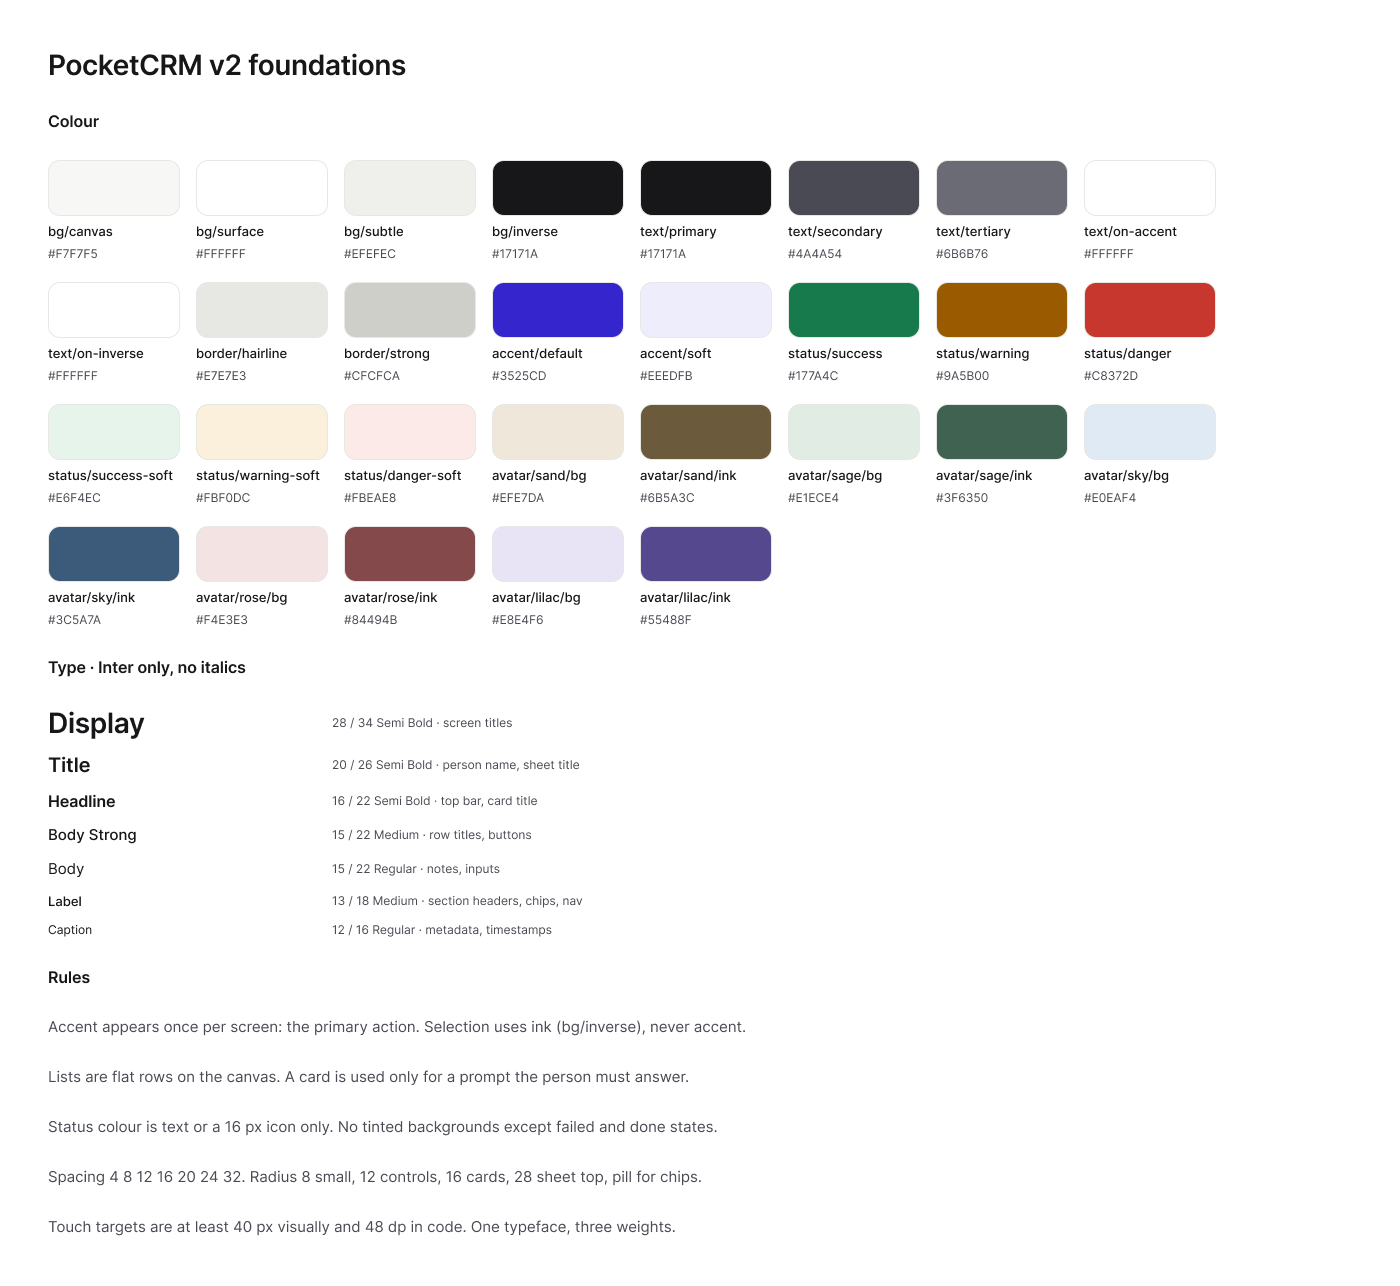 PocketCRM v2 foundations
Colour
bg/canvas
#F7F7F5
bg/surface
#FFFFFF
bg/subtle
#EFEFEC
bg/inverse
#17171A
text/primary
#17171A
text/secondary
#4A4A54
text/tertiary
#6B6B76
text/on-accent
#FFFFFF
text/on-inverse
#FFFFFF
border/hairline
#E7E7E3
border/strong
#CFCFCA
accent/default
#3525CD
accent/soft
#EEEDFB
status/success
#177A4C
status/warning
#9A5B00
status/danger
#C8372D
status/success-soft
#E6F4EC
status/warning-soft
#FBF0DC
status/danger-soft
#FBEAE8
avatar/sand/bg
#EFE7DA
avatar/sand/ink
#6B5A3C
avatar/sage/bg
#E1ECE4
avatar/sage/ink
#3F6350
avatar/sky/bg
#E0EAF4
avatar/sky/ink
#3C5A7A
avatar/rose/bg
#F4E3E3
avatar/rose/ink
#84494B
avatar/lilac/bg
#E8E4F6
avatar/lilac/ink
#55488F
Type · Inter only, no italics
Display
28 / 34 Semi Bold · screen titles
Title
20 / 26 Semi Bold · person name, sheet title
Headline
16 / 22 Semi Bold · top bar, card title
Body Strong
15 / 22 Medium · row titles, buttons
Body
15 / 22 Regular · notes, inputs
Label
13 / 18 Medium · section headers, chips, nav
Caption
12 / 16 Regular · metadata, timestamps
Rules
Accent appears once per screen: the primary action. Selection uses ink (bg/inverse), never accent.
Lists are flat rows on the canvas. A card is used only for a prompt the person must answer.
Status colour is text or a 16 px icon only. No tinted backgrounds except failed and done states.
Spacing 4 8 12 16 20 24 32. Radius 8 small, 12 controls, 16 cards, 28 sheet top, pill for chips.
Touch targets are at least 40 px visually and 48 dp in code. One typeface, three weights.